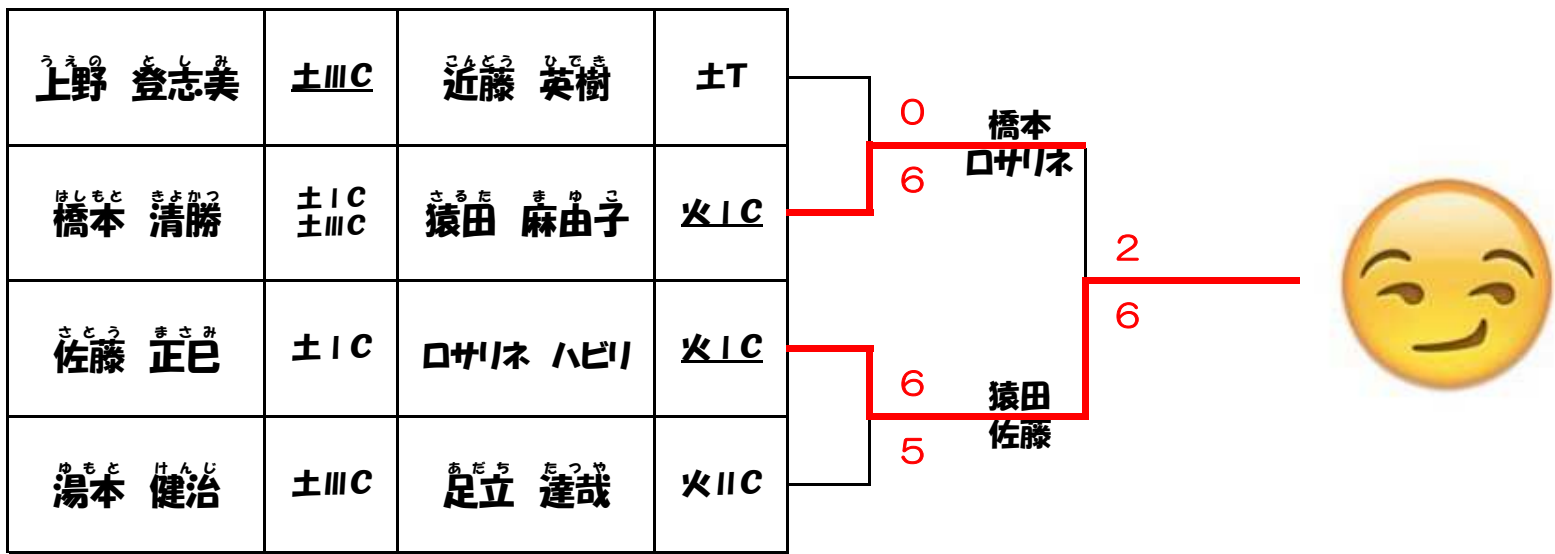 うえの としみ
上野 登志美
土ⅢC
こんどう ひでき
近藤 英樹
土T
はしもと きよかつ
橋本 清勝
土ⅠC
土ⅢC
さるた まゆこ
猿田 麻由子
火ⅠC
さとう まさみ
佐藤 正巳
土ⅠC
ロサリネ ハビリ
火ⅠC
ゆもと けんじ
湯本 健治
土ⅢC
あだち たつや
足立 達哉
火ⅡC
0
6
橋本
ロサリネ
2
6
6
5
猿田
佐藤